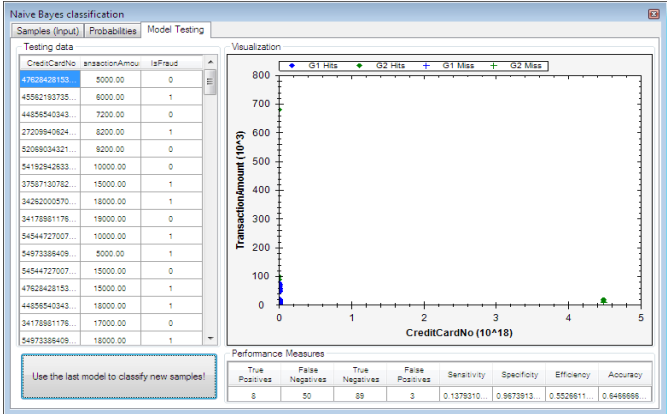 Naive Bayes classification
Samples (Input) Probabilities Model Testing
Testing data
CreditCardNo ansactionAmou IsFraud
47628428153... 5000.00 0
45562193735... 6000.00 1
44856540343... 7200.00 0
27209940624... 8200.00 1
52069034321... 9200.00 0
54192942633... 10000.00 0
37587130782... 15000.00 1
34262000570... 18000.00 1
34178981176... 19000.00 0
54544727007... 10000.00 1
54973386409... 5000.00 1
54544727007... 15000.00 0
47628428153... 15000.00 1
44856540343... 18000.00 1
34178981176... 17000.00 0
54973386409... 18000.00 1
Use the last model to classify new samples!
Visualization
G1 Hits G2 Hits G1 Miss G2 Miss
TransactionAmount (10^3)
800
700
600
500
400
300
200
100
0
0 1 2 3 4 5
CreditCardNo (10^18)
Performance Measures
True Positives False Negatives True Negatives False Positives Sensitivity Specificity Efficiency Accuracy
8 50 89 3 0.1379310... 0.9673913... 0.5526611... 0.6466666...